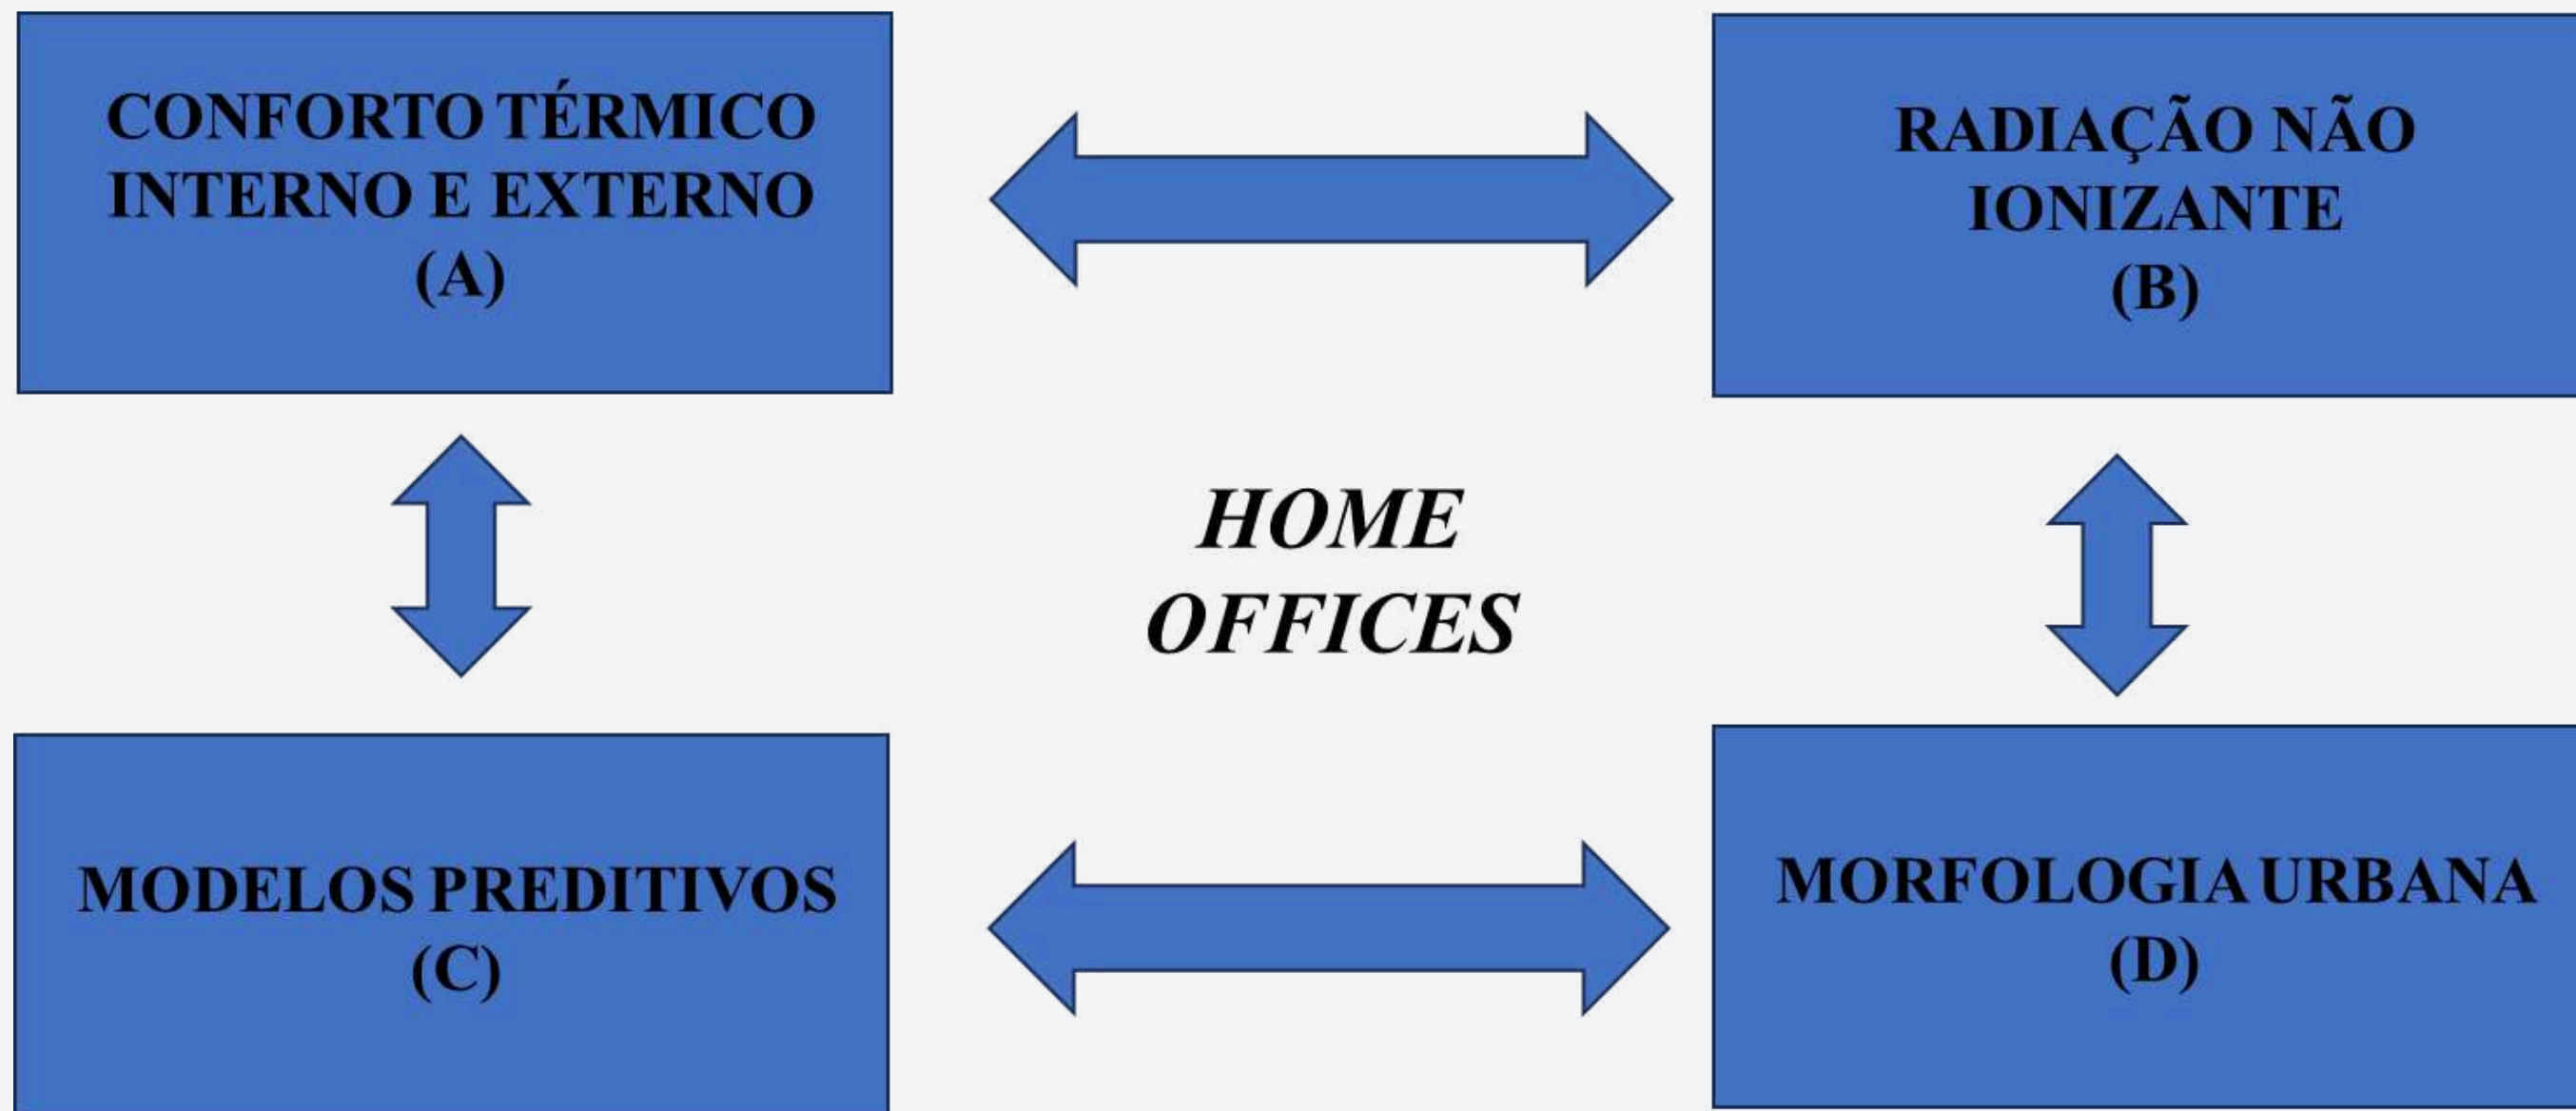 CONFORTO TÉRMICO
INTERNO E EXTERNO
(A)
RADIAÇÃO NÃO
IONIZANTE
(B)
HOME
OFFICES
MODELOS PREDITIVOS
(C)
MORFOLOGIA URBANA
(D)